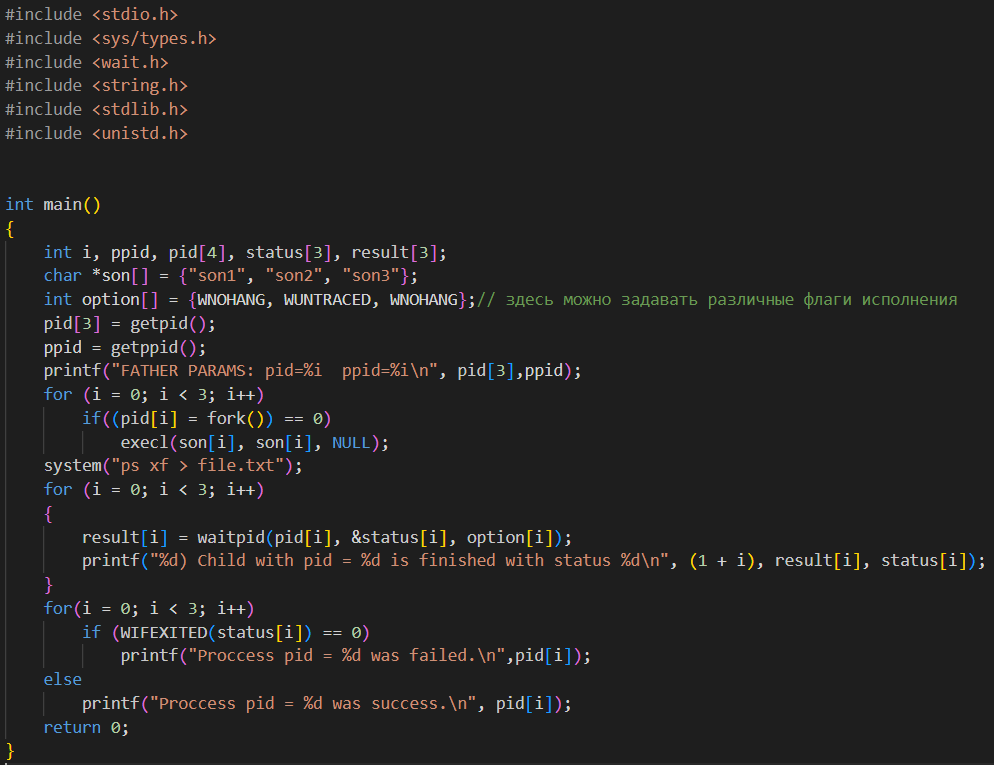 #include <stdio.h>
#include <sys/types.h>
#include <wait.h>
#include <string.h>
#include <stdlib.h>
#include <unistd.h>
int main()
{
    int i, ppid, pid[4], status[3], result[3];
    char *son[] = {"son1", "son2", "son3"};
    int option[] = {WNOHANG, WUNTRACED, WNOHANG};// здесь можно задавать различные флаги исполнения
    pid[3] = getpid();
    ppid = getppid();
    printf("FATHER PARAMS: pid=%i  ppid=%i\n", pid[3],ppid);
    for (i = 0; i < 3; i++)
        if((pid[i] = fork()) == 0)
            execl(son[i], son[i], NULL);
    system("ps xf > file.txt");
    for (i = 0; i < 3; i++)
    {
        result[i] = waitpid(pid[i], &status[i], option[i]);
        printf("%d) Child with pid = %d is finished with status %d\n", (1 + i), result[i], status[i]);
    }
    for(i = 0; i < 3; i++)
        if (WIFEXITED(status[i]) == 0)
            printf("Proccess pid = %d was failed.\n",pid[i]);
    else
        printf("Proccess pid = %d was success.\n", pid[i]);
    return 0;
}